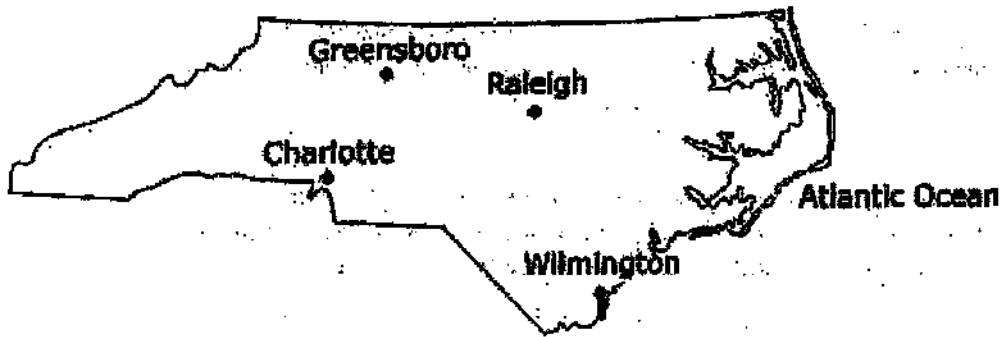 Greensboro
Raleigh
Charlotte
Atlantic Ocean
Wilmington